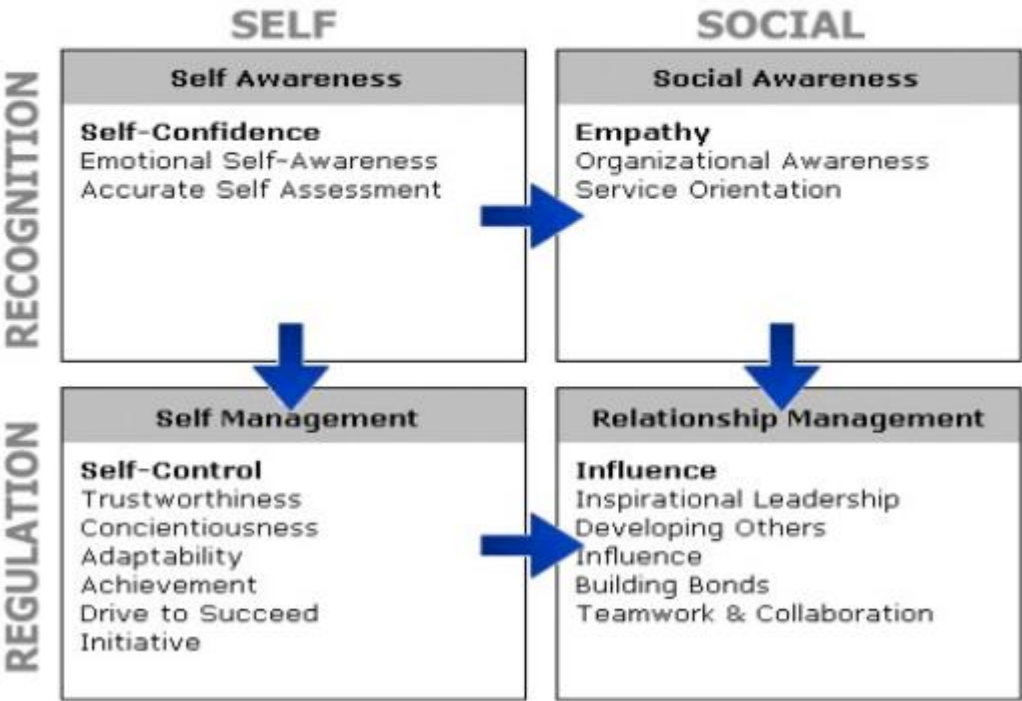 SELF
SOCIAL
RECOGNITION
Self Awareness
Self-Confidence
Emotional Self-Awareness
Accurate Self Assessment
Social Awareness
Empathy
Organizational Awareness
Service Orientation
REGULATION
Self Management
Self-Control
Trustworthiness
Concientiousness
Adaptability
Achievement
Drive to Succeed
Initiative
Relationship Management
Influence
Inspirational Leadership
Developing Others
Influence
Building Bonds
Teamwork & Collaboration